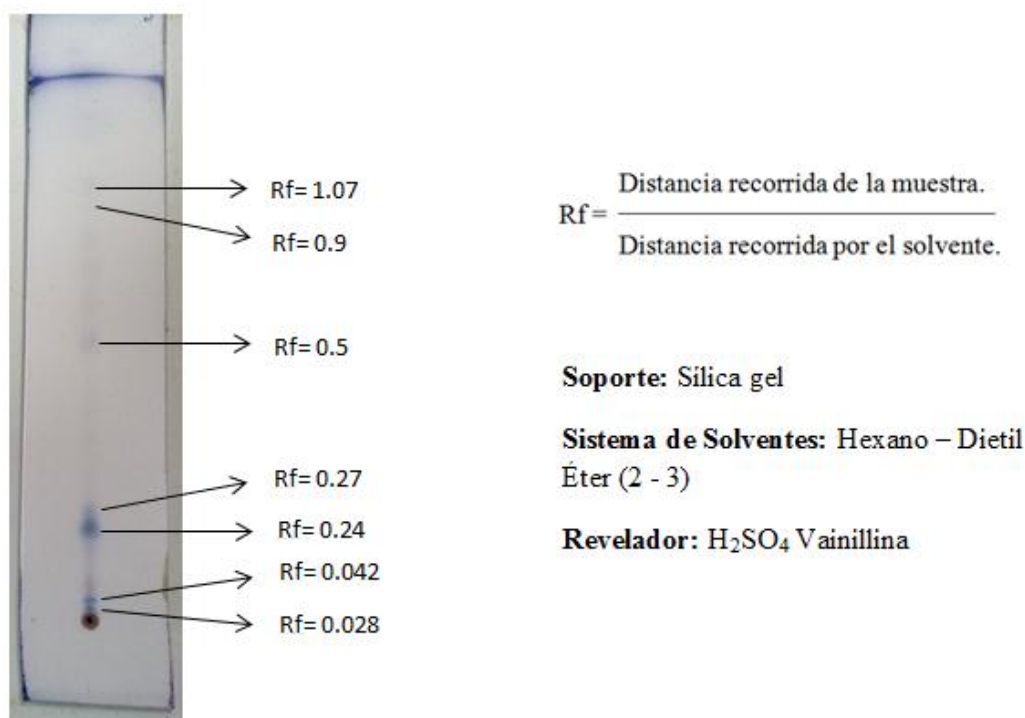 Rf= 1.07
Rf= 0.9
Rf= 0.5
Rf= 0.27
Rf= 0.24
Rf= 0.042
Rf= 0.028
Distancia recorrida de la muestra.
Rf =
Distancia recorrida por el solvente.
Soporte: Sílica gel
Sistema de Solventes: Hexano – Dietil
Éter (2 - 3)
Revelador: H₂SO₄ Vainillina